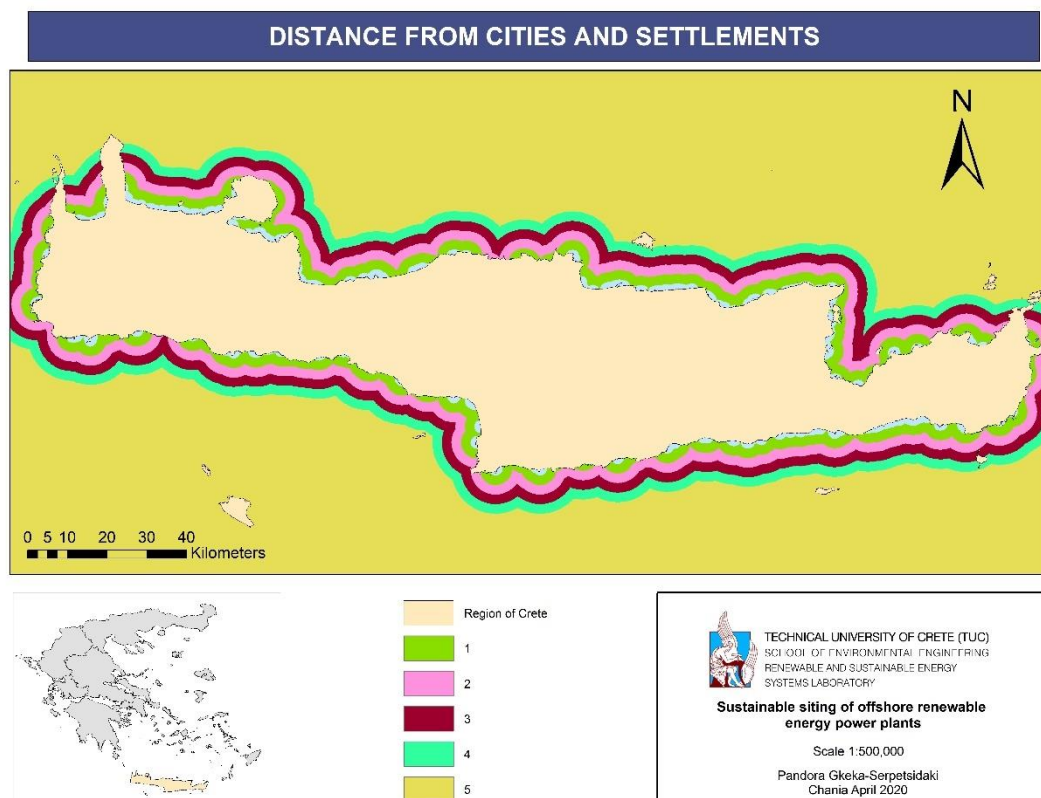 DISTANCE FROM CITIES AND SETTLEMENTS
N
0 5 10 20 30 40
Kilometers
Region of Crete
1
2
3
4
5
TECHNICAL UNIVERSITY OF CRETE (TUC)
SCHOOL OF ENVIRONMENTAL ENGINEERING
RENEWABLE AND SUSTAINABLE ENERGY
SYSTEMS LABORATORY
Sustainable siting of offshore renewable
energy power plants
Scale 1:500,000
Pandora Gkeka-Serpetsidaki
Chania April 2020